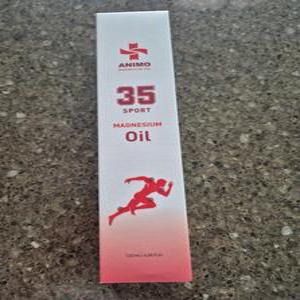 ANIMO
35
SPORT
MAGNESIUM
Oil